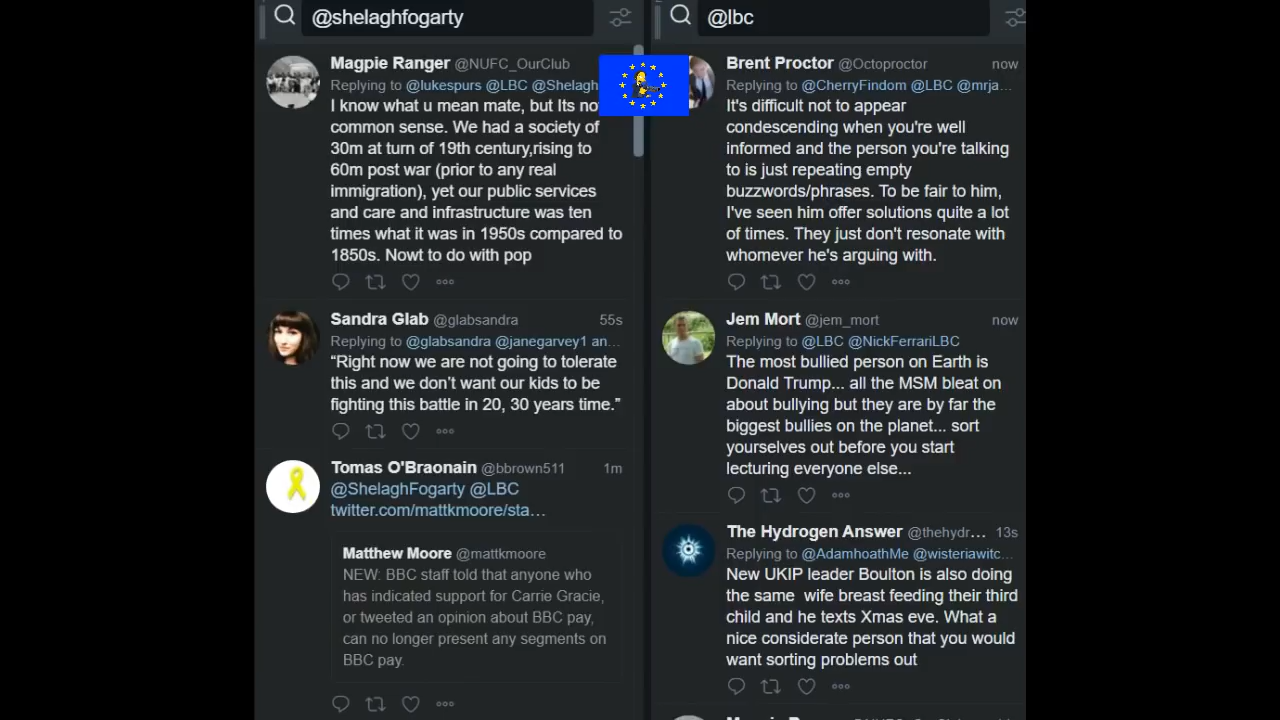 @shelaghfogarty
Magpie Ranger @NUFC_OurClub
Replying to @lukespurs @LBC @Shelagh
I know what u mean mate, but Its no
common sense. We had a society of
30m at turn of 19th century,rising to
60m post war (prior to any real
immigration), yet our public services
and care and infrastructure was ten
times what it was in 1950s compared to
1850s. Nowt to do with pop
Sandra Glab @glabsandra 55s
Replying to @glabsandra @janegarvey1 an...
“Right now we are not going to tolerate
this and we don’t want our kids to be
fighting this battle in 20, 30 years time.”
Tomas O'Braonain @bbrown511 1m
@ShelaghFogarty @LBC
twitter.com/mattkmoore/sta…
Matthew Moore @mattkmoore
NEW: BBC staff told that anyone who
has indicated support for Carrie Gracie,
or tweeted an opinion about BBC pay,
can no longer present any segments on
BBC pay.
@lbc
Brent Proctor @Octoproctor now
Replying to @CherryFindom @LBC @mrja...
It's difficult not to appear
condescending when you're well
informed and the person you're talking
to is just repeating empty
buzzwords/phrases. To be fair to him,
I've seen him offer solutions quite a lot
of times. They just don't resonate with
whomever he's arguing with.
Jem Mort @jem_mort now
Replying to @LBC @NickFerrariLBC
The most bullied person on Earth is
Donald Trump... all the MSM bleat on
about bullying but they are by far the
biggest bullies on the planet... sort
yourselves out before you start
lecturing everyone else...
The Hydrogen Answer @thehydr... 13s
Replying to @AdamhoathMe @wisteriawitc...
New UKIP leader Boulton is also doing
the same  wife breast feeding their third
child and he texts Xmas eve. What a
nice considerate person that you would
want sorting problems out